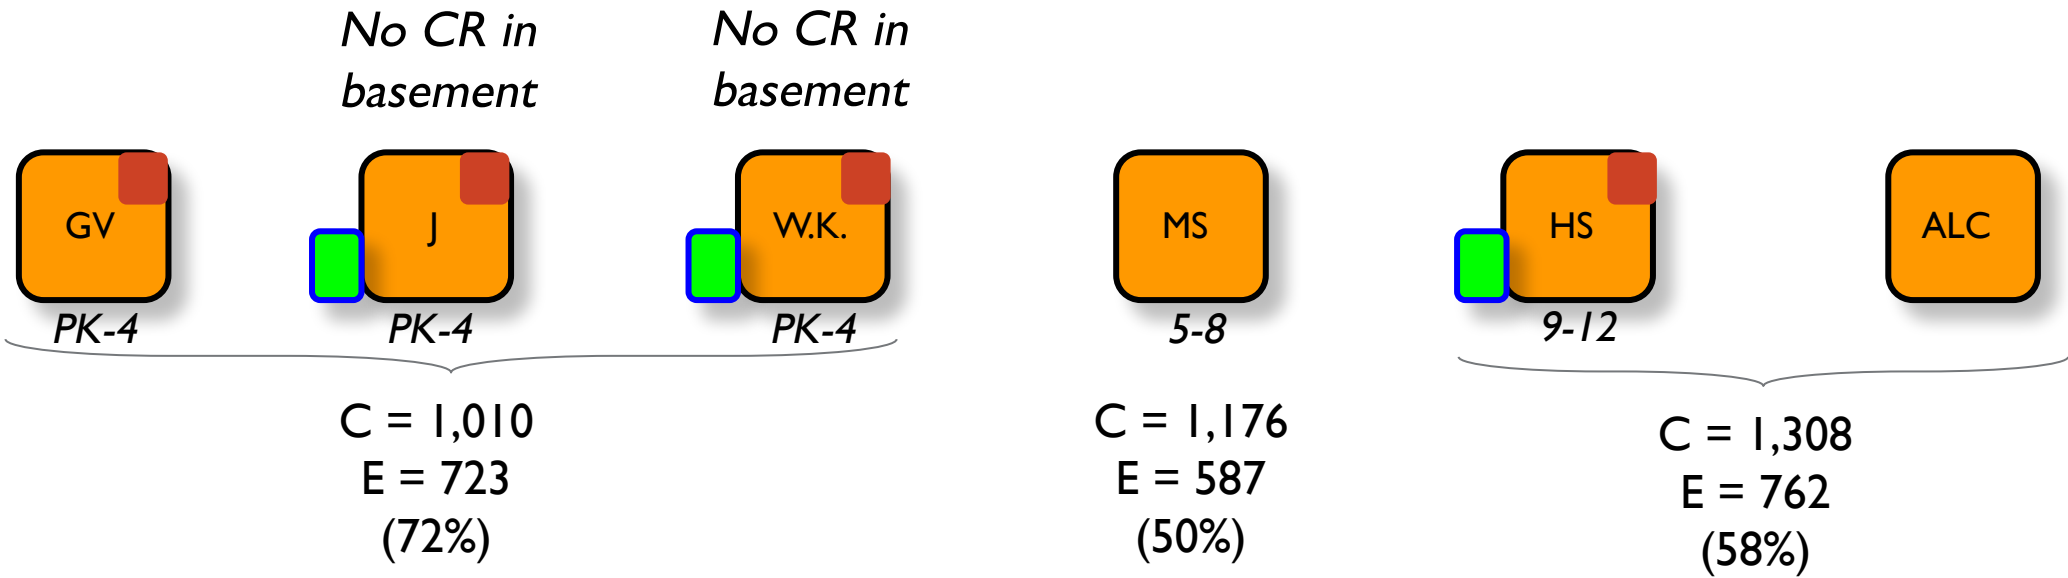 No CR in
basement
No CR in
basement
GV
J
W.K.
MS
HS
ALC
PK-4
PK-4
PK-4
5-8
9-12
C = 1,010
E = 723
(72%)
C = 1,176
E = 587
(50%)
C = 1,308
E = 762
(58%)